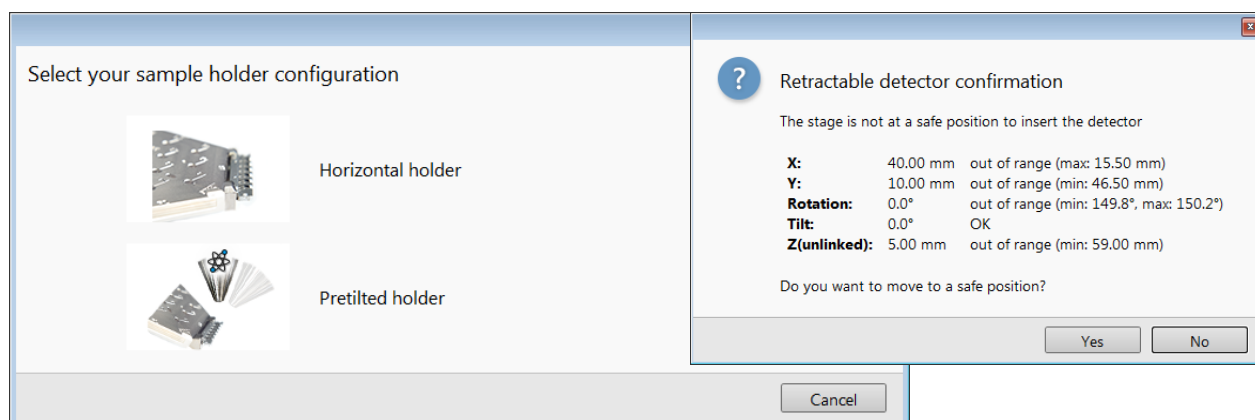 Select your sample holder configuration
Horizontal holder
Pretilted holder
Cancel
Retractable detector confirmation
The stage is not at a safe position to insert the detector
X: 40.00 mm out of range (max: 15.50 mm)
Y: 10.00 mm out of range (min: 46.50 mm)
Rotation: 0.0° out of range (min: 149.8°, max: 150.2°)
Tilt: 0.0° OK
Z(unlinked): 5.00 mm out of range (min: 59.00 mm)
Do you want to move to a safe position?
Yes No